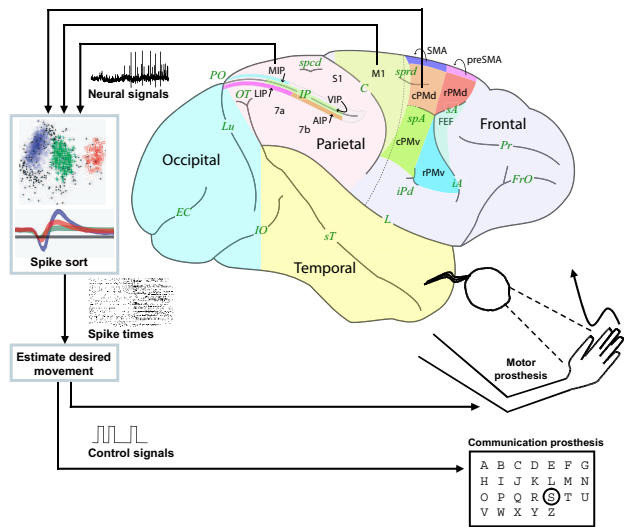 SMA
preSMA
MIP
spcd
S1
M1
sprd
PO
C
cPMd
rPMd
Neural signals
OT
LIP
IP
VIP
sA
FEF
7a
AIP
spA
Frontal
Lu
7b
Parietal
cPMv
Pr
Occipital
rPMv
iPd
iA
FrO
EC
IO
sT
L
Spike sort
Temporal
Spike times
Estimate desired
movement
Motor
prosthesis
Control signals
Communication prosthesis
A B C D E F G
H I J K L M N
O P Q R S T U
V W X Y Z